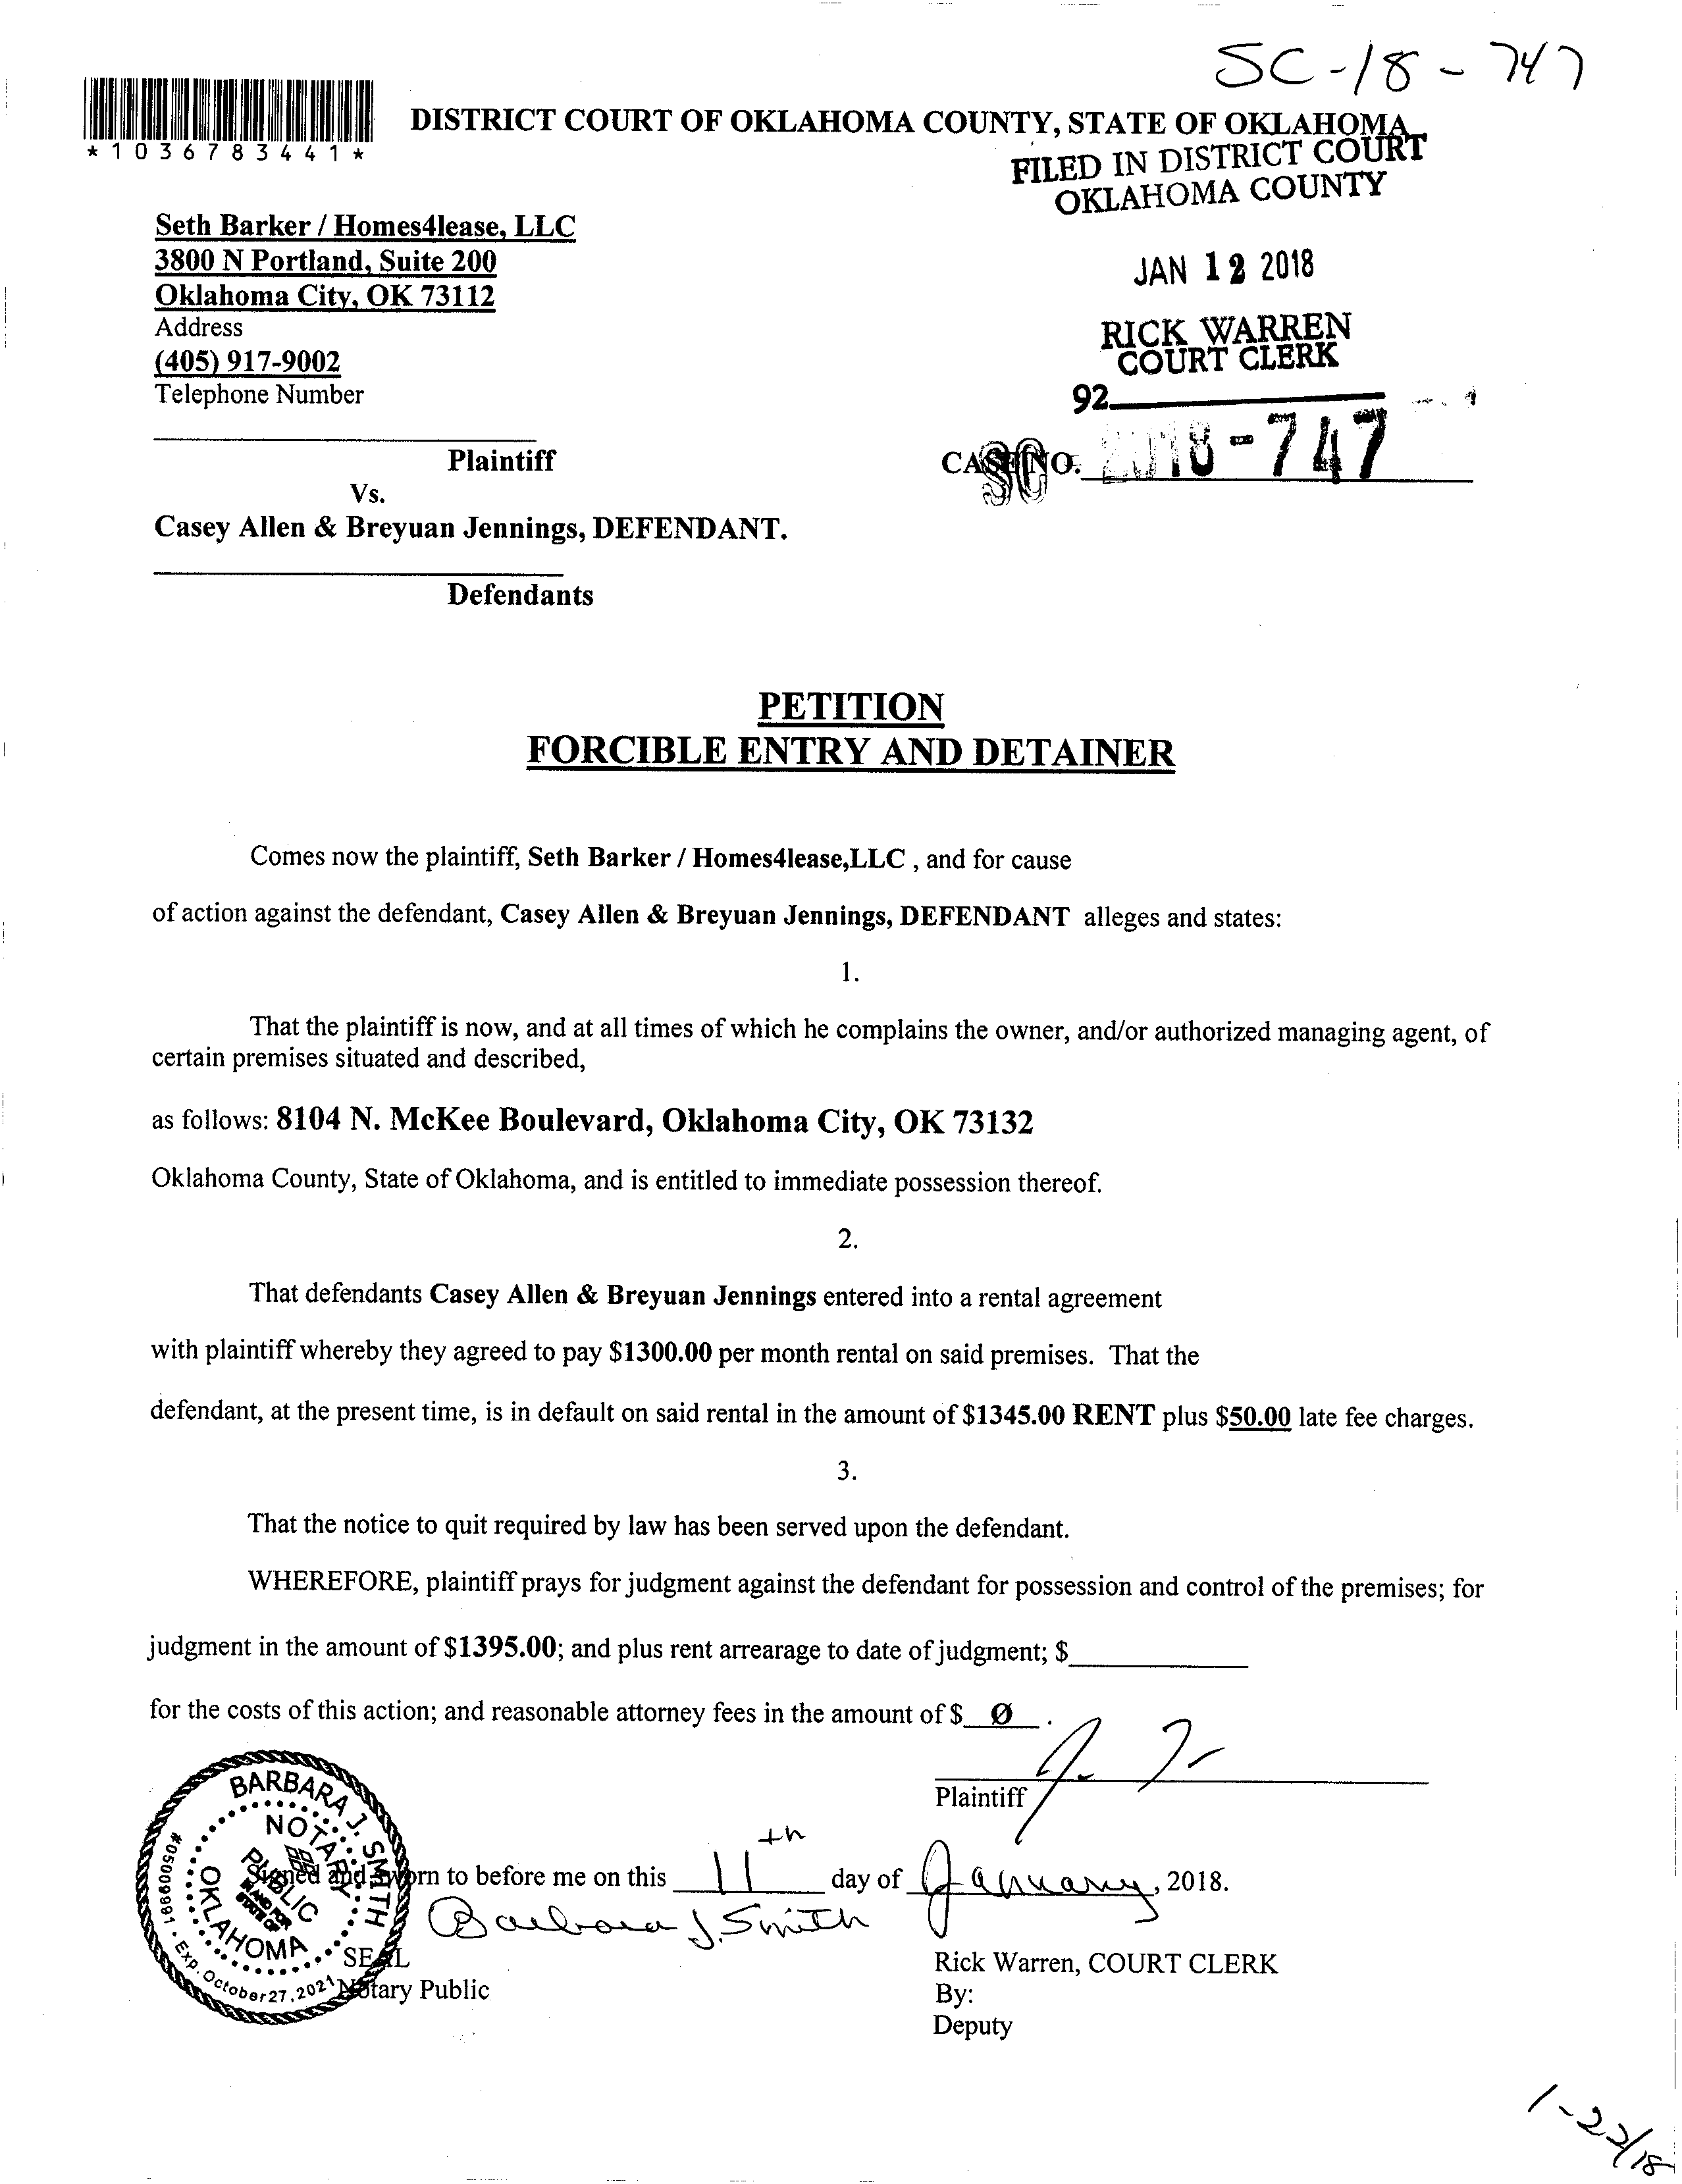 SC-18-747
*1036783441*
DISTRICT COURT OF OKLAHOMA COUNTY, STATE OF OKLAHOMA
FILED IN DISTRICT COURT
OKLAHOMA COUNTY
Seth Barker / Homes4lease, LLC
3800 N Portland, Suite 200
Oklahoma City, OK 73112
Address
(405) 917-9002
Telephone Number
JAN 12 2018
RICK WARREN
COURT CLERK
92
Plaintiff
CASE NO. SC 2018-747
Vs.
Casey Allen & Breyuan Jennings, DEFENDANT.
Defendants
PETITION
FORCIBLE ENTRY AND DETAINER
Comes now the plaintiff, Seth Barker / Homes4lease,LLC , and for cause
of action against the defendant, Casey Allen & Breyuan Jennings, DEFENDANT alleges and states:
1.
That the plaintiff is now, and at all times of which he complains the owner, and/or authorized managing agent, of
certain premises situated and described,
as follows: 8104 N. McKee Boulevard, Oklahoma City, OK 73132
Oklahoma County, State of Oklahoma, and is entitled to immediate possession thereof.
2.
That defendants Casey Allen & Breyuan Jennings entered into a rental agreement
with plaintiff whereby they agreed to pay $1300.00 per month rental on said premises. That the
defendant, at the present time, is in default on said rental in the amount of $1345.00 RENT plus $50.00 late fee charges.
3.
That the notice to quit required by law has been served upon the defendant.
WHEREFORE, plaintiff prays for judgment against the defendant for possession and control of the premises; for
judgment in the amount of $1395.00; and plus rent arrearage to date of judgment; $
for the costs of this action; and reasonable attorney fees in the amount of $ Ø .
Plaintiff
Signed and sworn to before me on this 11th day of January, 2018.
Barbara J. Smith
SEAL
Notary Public
BARBARA J. SMITH
NOTARY PUBLIC
IN AND FOR
STATE OF
OKLAHOMA
#05009991 • Exp. October 27, 2021
Rick Warren, COURT CLERK
By:
Deputy
1-22/18